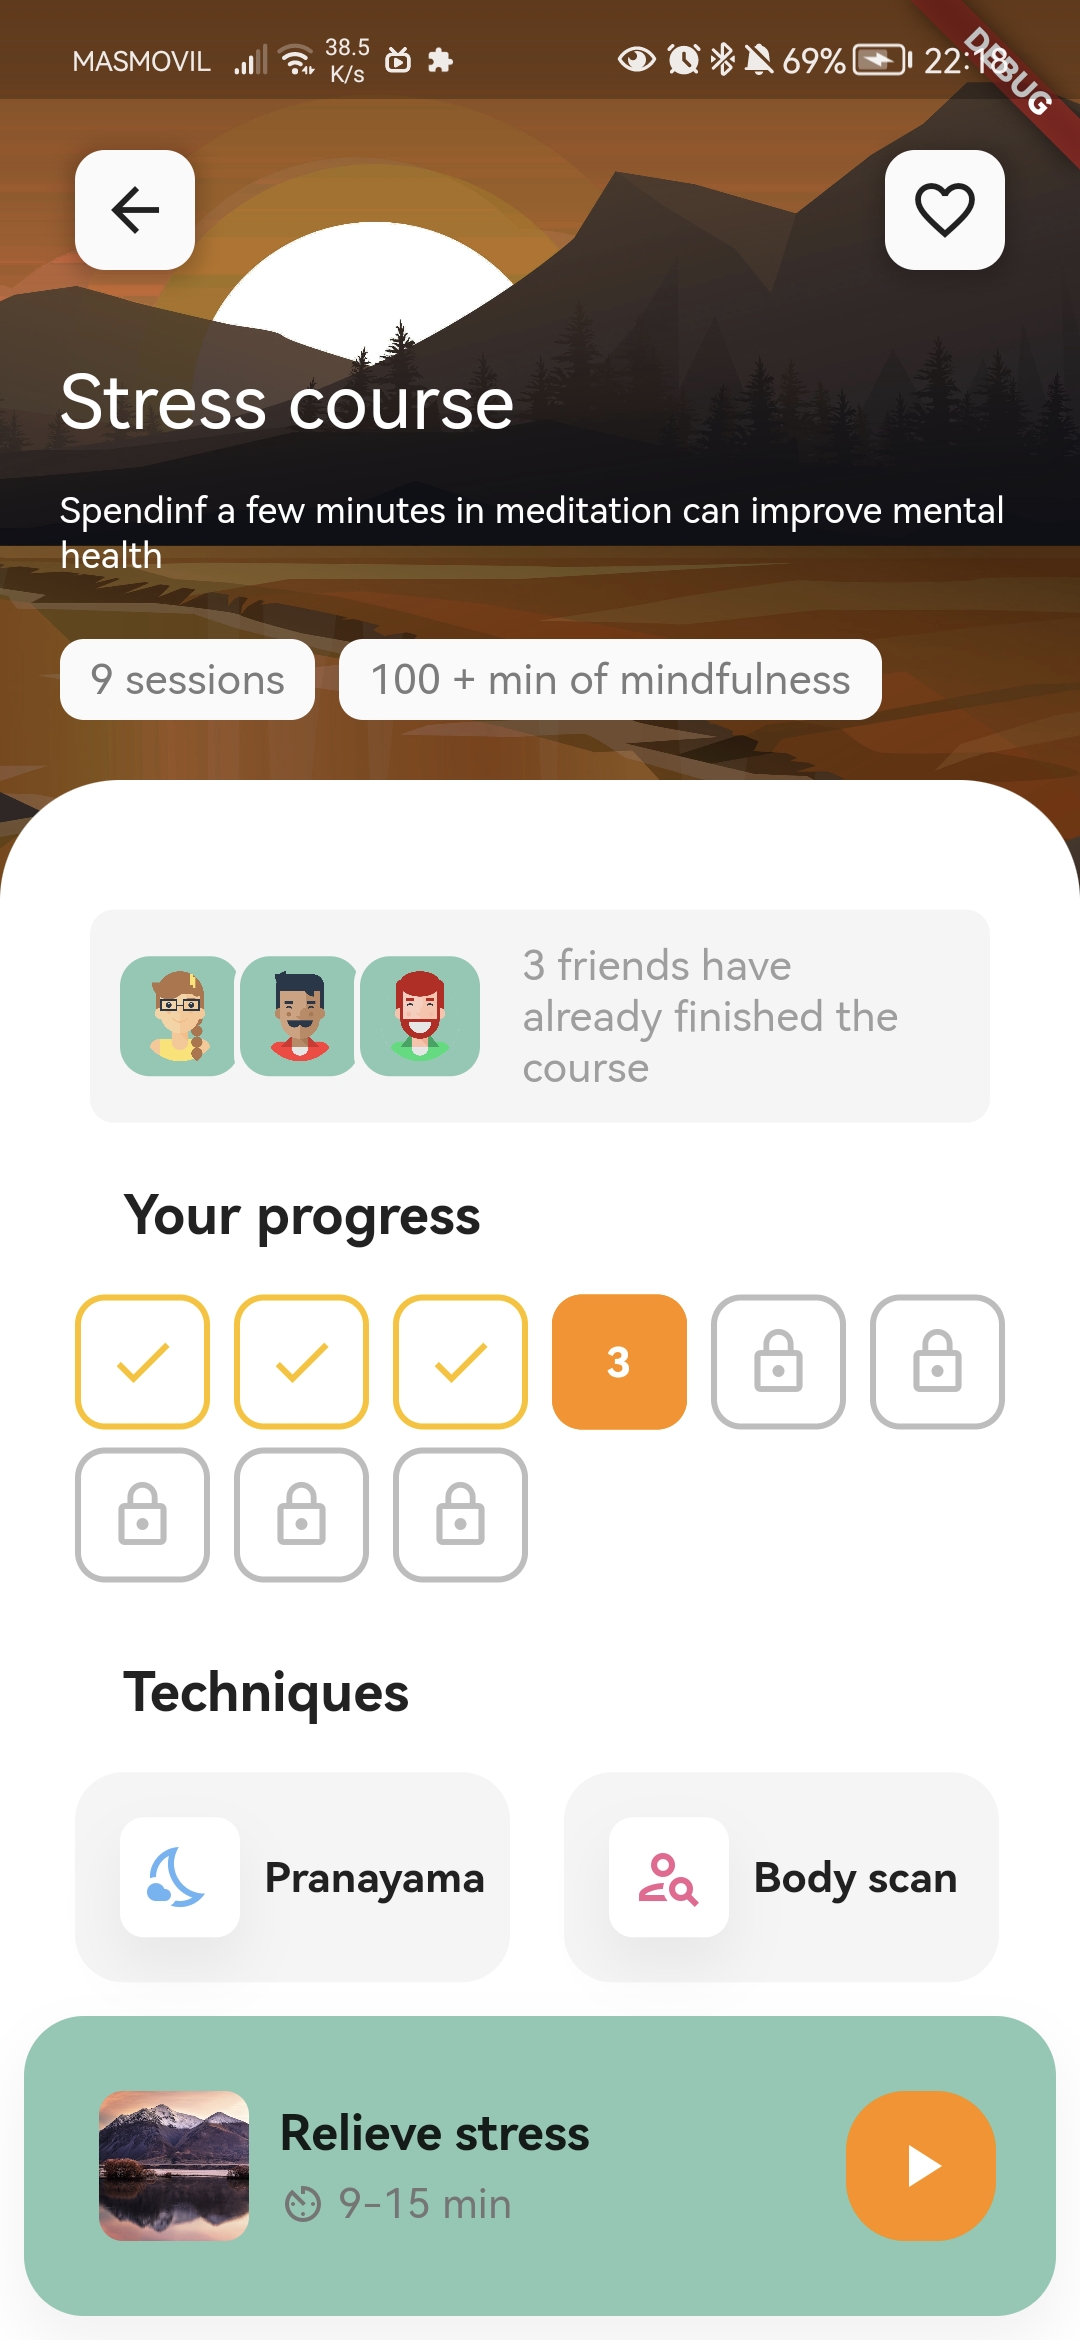 MASMOVIL 38.5 K/s 69% 22:18
DEBUG
Stress course
Spendinf a few minutes in meditation can improve mental
health
9 sessions 100 + min of mindfulness
3 friends have
already finished the
course
Your progress
3
Techniques
Pranayama Body scan
Relieve stress
9-15 min